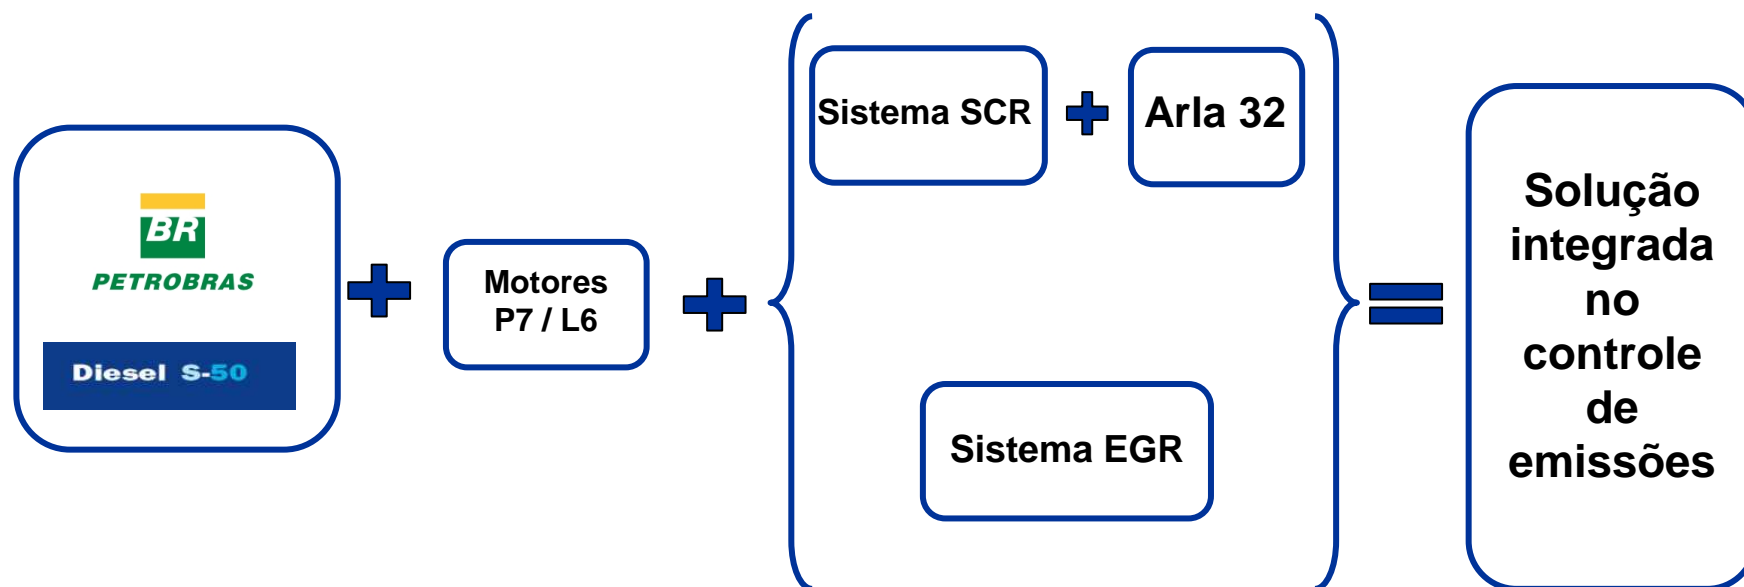 BR
PETROBRAS
Diesel S-50
Motores
P7 / L6
Sistema SCR
Arla 32
Sistema EGR
Solução
integrada
no
controle
de
emissões